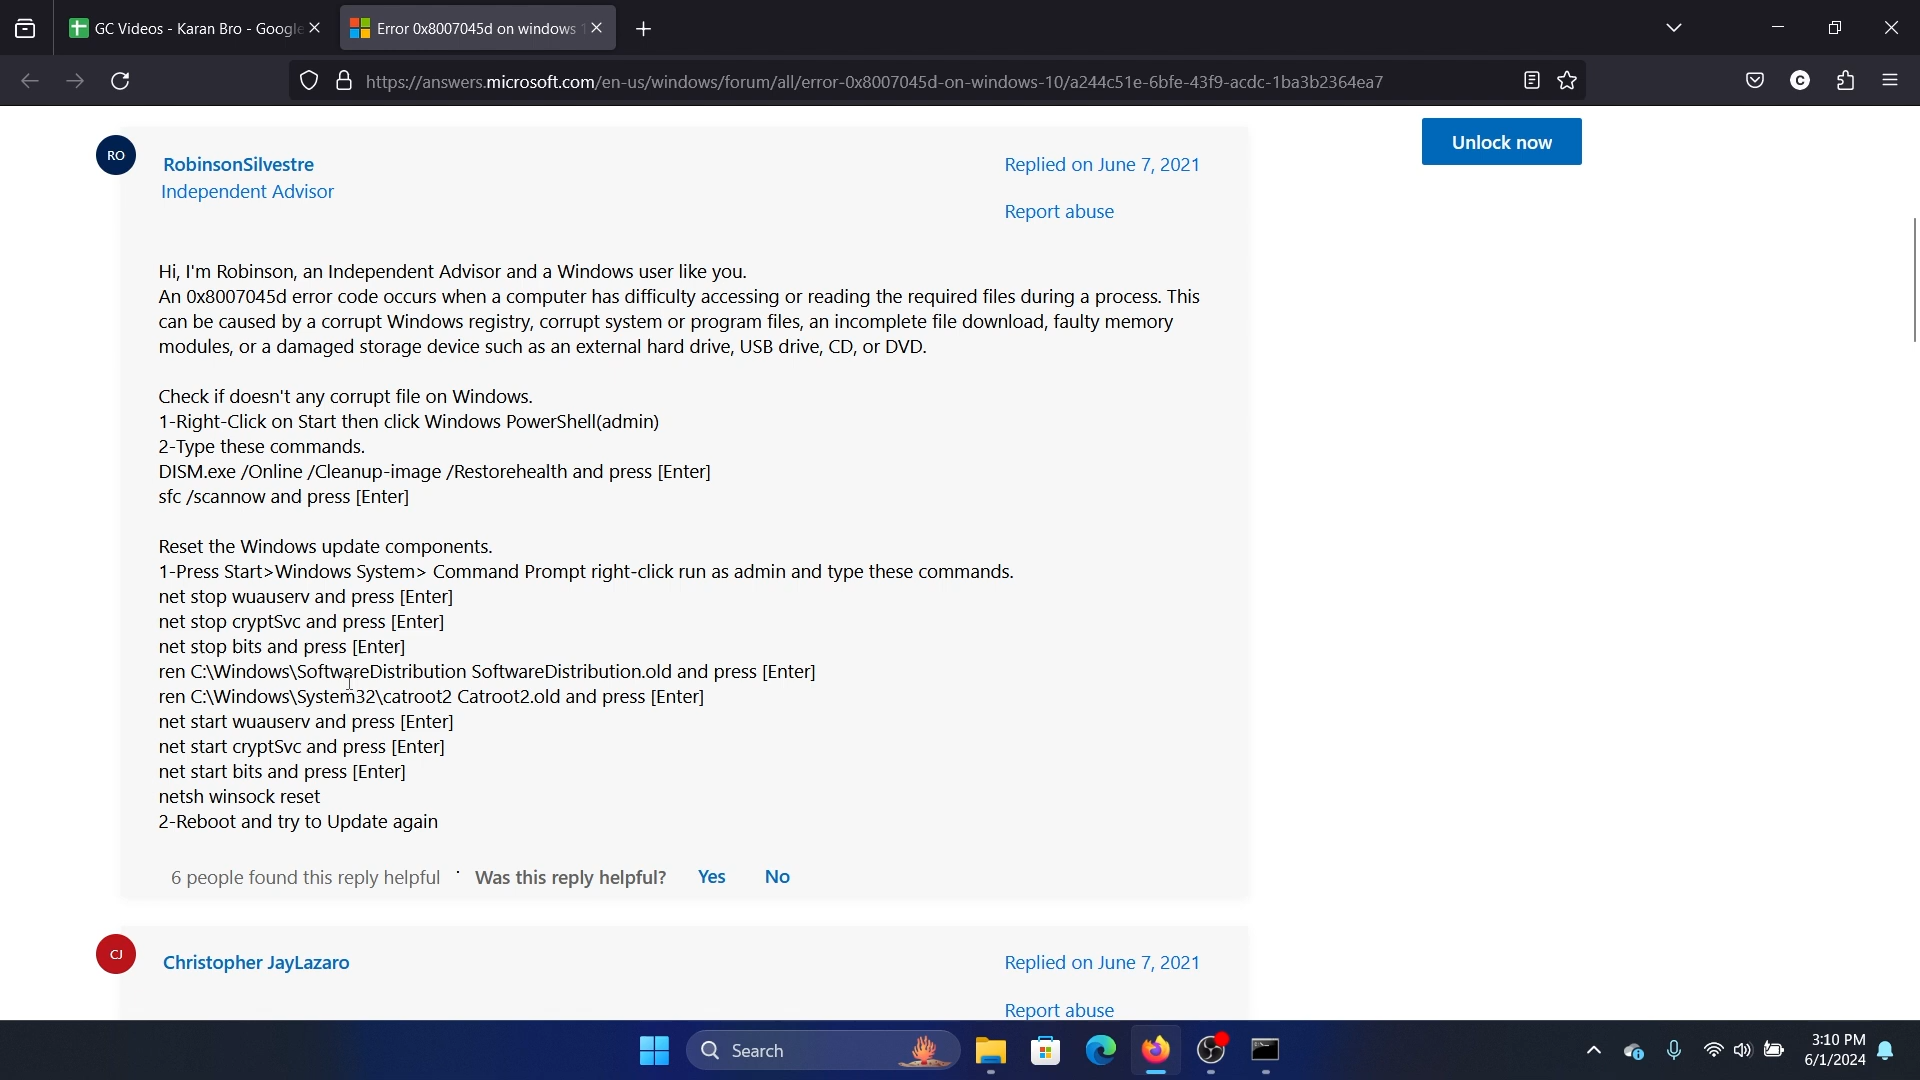 GC Videos - Karan Bro - Google
Error 0x8007045d on windows 1
https://answers.microsoft.com/en-us/windows/forum/all/error-0x8007045d-on-windows-10/a244c51e-6bfe-43f9-acdc-1ba3b2364ea7
C
Unlock now
RO
RobinsonSilvestre
Replied on June 7, 2021
Independent Advisor
Report abuse
Hi, I'm Robinson, an Independent Advisor and a Windows user like you.
An 0x8007045d error code occurs when a computer has difficulty accessing or reading the required files during a process. This
can be caused by a corrupt Windows registry, corrupt system or program files, an incomplete file download, faulty memory
modules, or a damaged storage device such as an external hard drive, USB drive, CD, or DVD.
Check if doesn't any corrupt file on Windows.
1-Right-Click on Start then click Windows PowerShell(admin)
2-Type these commands.
DISM.exe /Online /Cleanup-image /Restorehealth and press [Enter]
sfc /scannow and press [Enter]
Reset the Windows update components.
1-Press Start>Windows System> Command Prompt right-click run as admin and type these commands.
net stop wuauserv and press [Enter]
net stop cryptSvc and press [Enter]
net stop bits and press [Enter]
ren C:\Windows\SoftwareDistribution SoftwareDistribution.old and press [Enter]
ren C:\Windows\System32\catroot2 Catroot2.old and press [Enter]
net start wuauserv and press [Enter]
net start cryptSvc and press [Enter]
net start bits and press [Enter]
netsh winsock reset
2-Reboot and try to Update again
6 people found this reply helpful · Was this reply helpful? Yes No
CJ
Christopher JayLazaro
Replied on June 7, 2021
Report abuse
Search
3:10 PM
6/1/2024